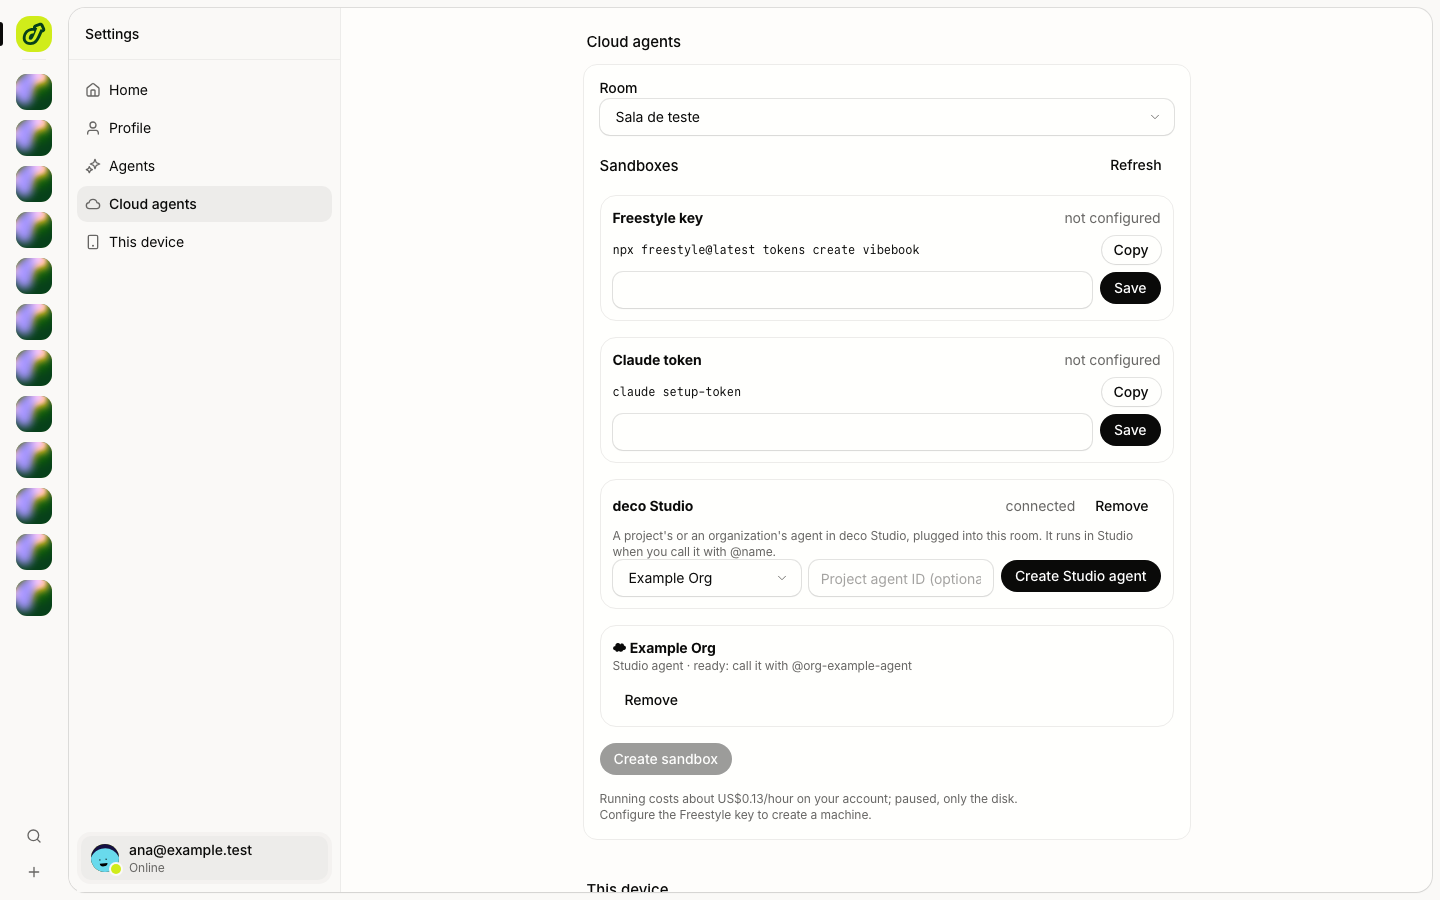 Settings
Home
Profile
Agents
Cloud agents
This device
ana@example.test
Online
Cloud agents
Room
Sala de teste
Sandboxes
Refresh
Freestyle key
not configured
npx freestyle@latest tokens create vibebook
Copy
Save
Claude token
not configured
claude setup-token
Copy
Save
deco Studio
connected
Remove
A project's or an organization's agent in deco Studio, plugged into this room. It runs in Studio
when you call it with @name.
Example Org
Project agent ID (optiona
Create Studio agent
Example Org
Studio agent · ready: call it with @org-example-agent
Remove
Create sandbox
Running costs about US$0.13/hour on your account; paused, only the disk.
Configure the Freestyle key to create a machine.
This device